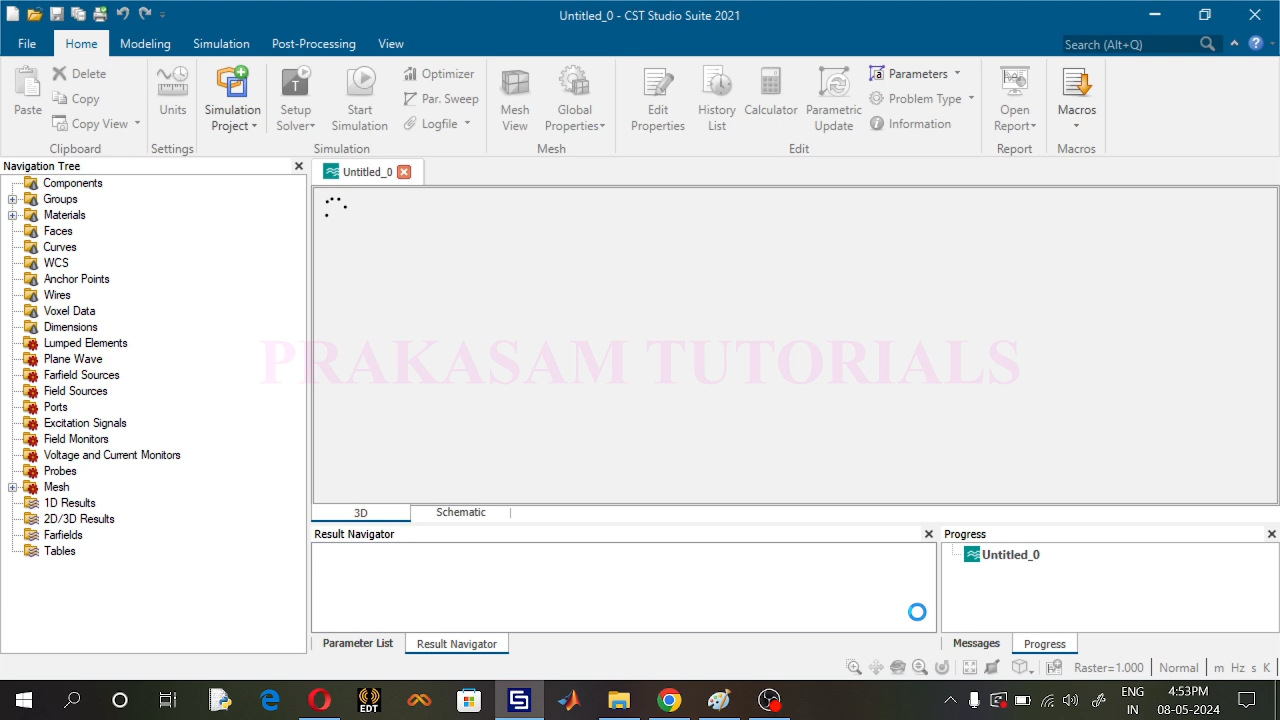 Untitled_0 - CST Studio Suite 2021
File Home Modeling Simulation Post-Processing View Search (Alt+Q)
Paste Delete Copy Copy View Clipboard
Units Settings
Simulation Project Setup Solver Start Simulation Optimizer Par. Sweep Logfile Simulation
Mesh View Global Properties Mesh
Edit Properties History List Calculator Parametric Update Parameters Problem Type Information Edit
Open Report Report
Macros Macros
Navigation Tree
Components
Groups
Materials
Faces
Curves
WCS
Anchor Points
Wires
Voxel Data
Dimensions
Lumped Elements
Plane Wave
Farfield Sources
Field Sources
Ports
Excitation Signals
Field Monitors
Voltage and Current Monitors
Probes
Mesh
1D Results
2D/3D Results
Farfields
Tables
Untitled_0
PRAKASAM TUTORIALS
3D Schematic
Result Navigator
Parameter List Result Navigator
Progress
Untitled_0
Messages Progress
Raster=1.000 Normal m Hz s K
EDT
ENG
IN
8:53PM
08-05-2024